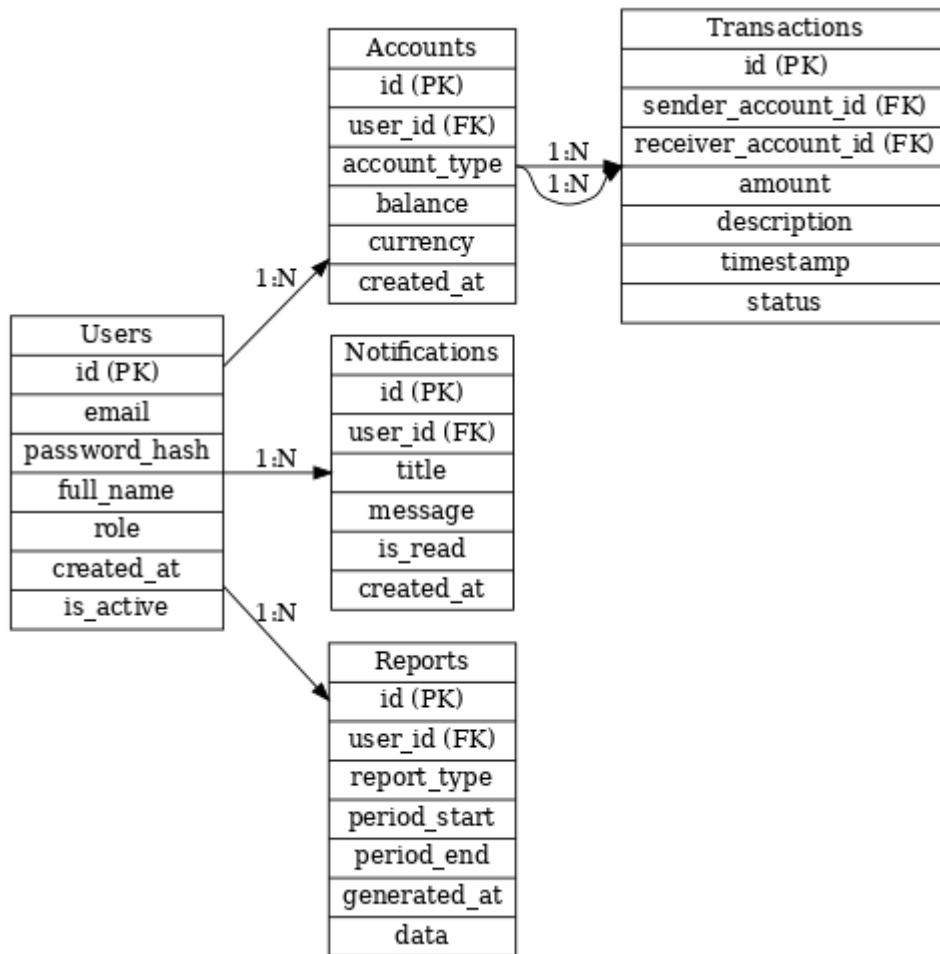 Accounts
id (PK)
user_id (FK)
account_type
balance
currency
created_at
Transactions
id (PK)
sender_account_id (FK)
receiver_account_id (FK)
amount
description
timestamp
status
1:N
1:N
1:N
Users
id (PK)
email
password_hash
full_name
role
created_at
is_active
1:N
1:N
Notifications
id (PK)
user_id (FK)
title
message
is_read
created_at
Reports
id (PK)
user_id (FK)
report_type
period_start
period_end
generated_at
data